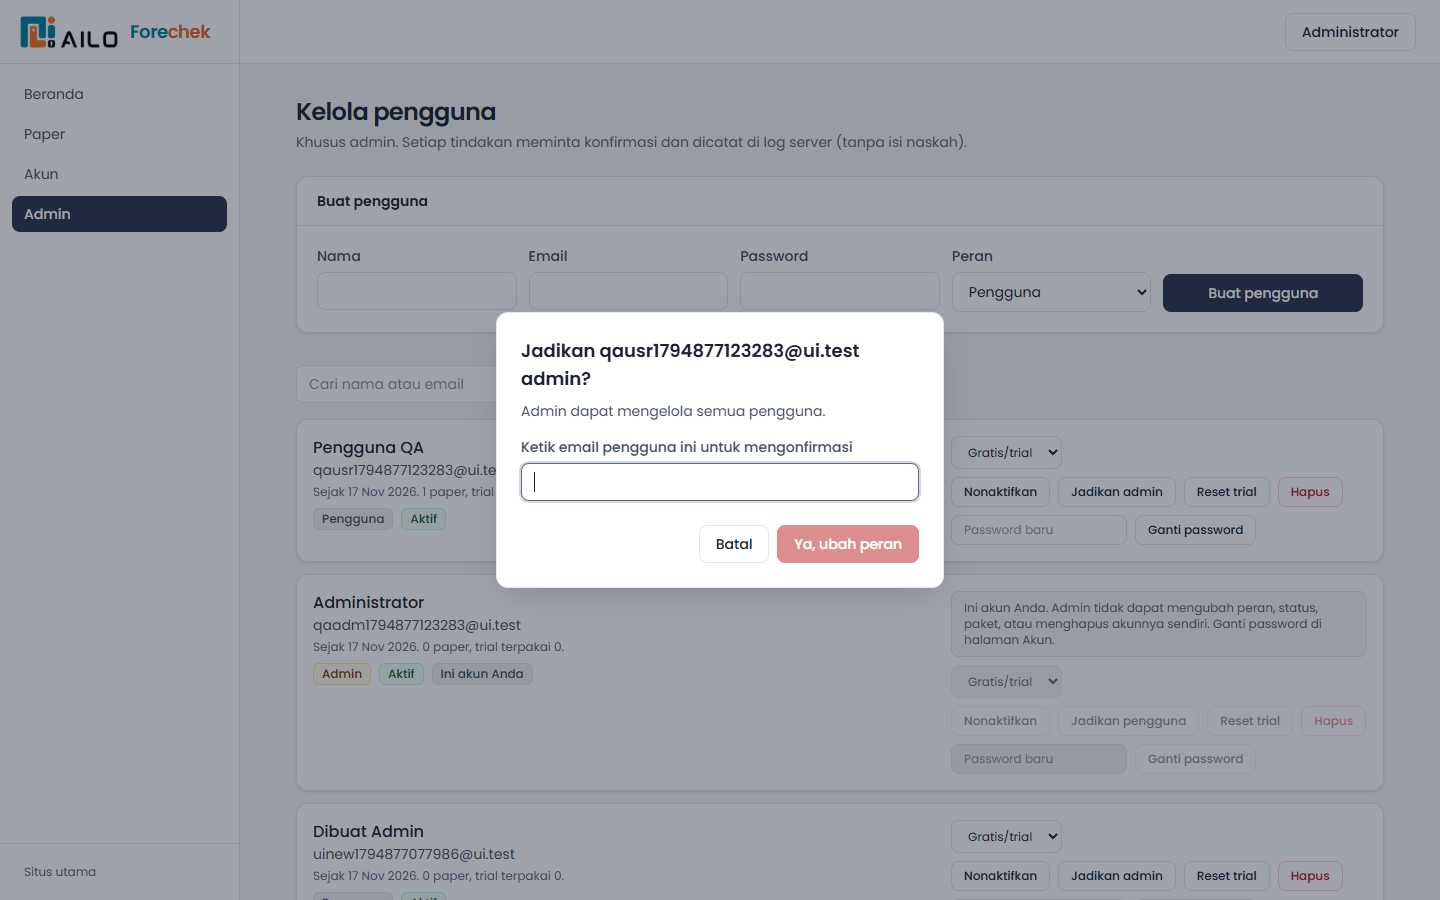 AILO Forechek
Administrator
Beranda
Paper
Akun
Admin
Situs utama
Kelola pengguna
Khusus admin. Setiap tindakan meminta konfirmasi dan dicatat di log server (tanpa isi naskah).
Buat pengguna
Nama Email Password Peran
Pengguna Buat pengguna
Cari nama atau email
Jadikan qausr1794877123283@ui.test
admin?
Admin dapat mengelola semua pengguna.
Ketik email pengguna ini untuk mengonfirmasi
Batal Ya, ubah peran
Pengguna QA
qausr1794877123283@ui.te
Sejak 17 Nov 2026. 1 paper, trial
Pengguna Aktif
Gratis/trial
Nonaktifkan Jadikan admin Reset trial Hapus
Password baru Ganti password
Administrator
qaadm1794877123283@ui.test
Sejak 17 Nov 2026. 0 paper, trial terpakai 0.
Admin Aktif Ini akun Anda
Ini akun Anda. Admin tidak dapat mengubah peran, status,
paket, atau menghapus akunnya sendiri. Ganti password di
halaman Akun.
Gratis/trial
Nonaktifkan Jadikan pengguna Reset trial Hapus
Password baru Ganti password
Dibuat Admin
uinew1794877077986@ui.test
Sejak 17 Nov 2026. 0 paper, trial terpakai 0.
Gratis/trial
Nonaktifkan Jadikan admin Reset trial Hapus